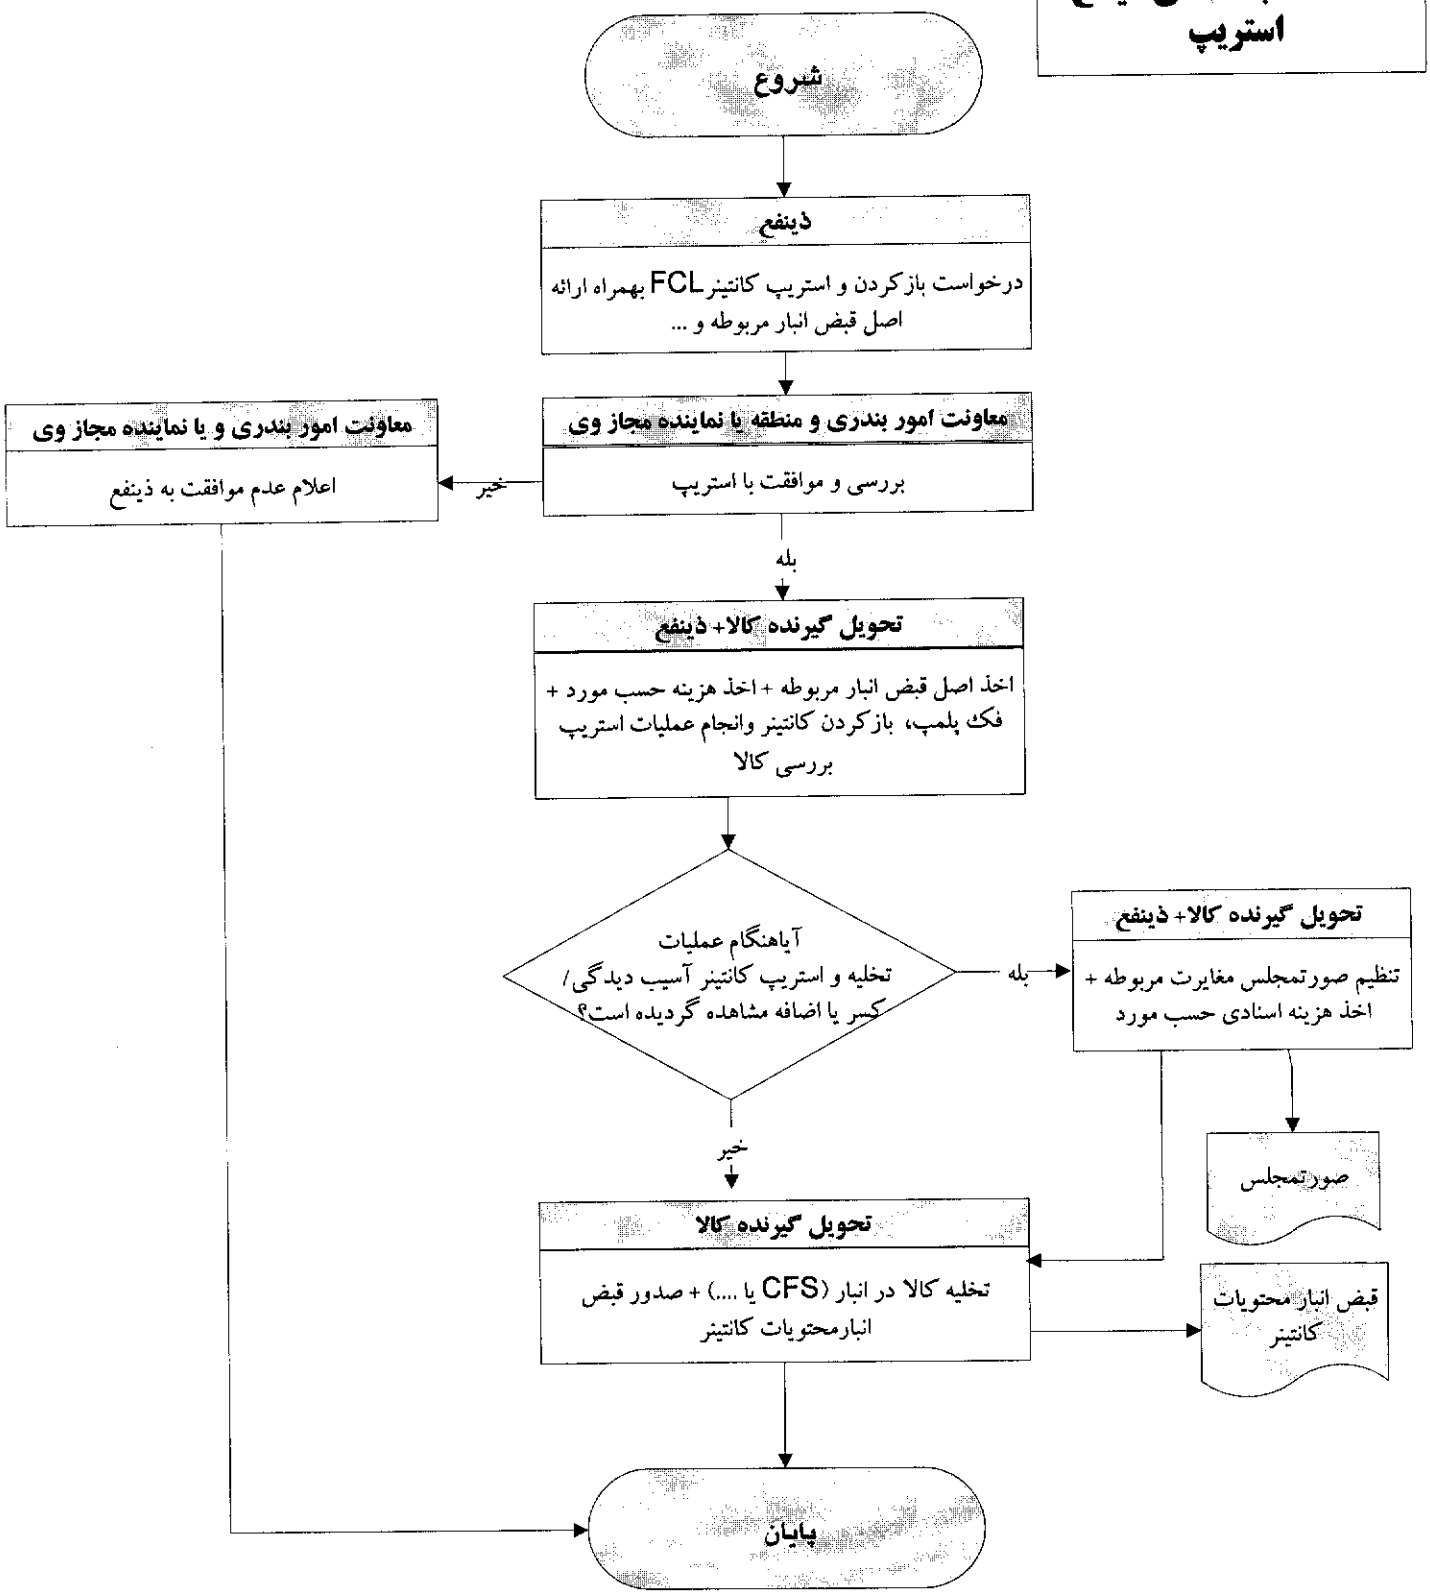 استریپ
شروع
ذینفع
درخواست بازکردن و استریپ کانتینر FCL بهمراه ارائه
اصل قبض انبار مربوطه و ...
معاونت امور بندری و منطقه یا نماینده مجاز وی
بررسی و موافقت با استریپ
خیر
معاونت امور بندری و یا نماینده مجاز وی
اعلام عدم موافقت به ذینفع
بله
تحویل گیرنده کالا+ ذینفع
اخذ اصل قبض انبار مربوطه + اخذ هزینه حسب مورد +
فک پلمپ، بازکردن کانتینر وانجام عملیات استریپ
بررسی کالا
آیاهنگام عملیات
تخلیه و استریپ کانتینر آسیب دیدگی/
کسر یا اضافه مشاهده گردیده است؟
بله
تحویل گیرنده کالا+ ذینفع
تنظیم صورتمجلس مغایرت مربوطه +
اخذ هزینه اسنادی حسب مورد
صورتمجلس
خیر
تحویل گیرنده کالا
تخلیه کالا در انبار (CFS یا ....) + صدور قبض
انبارمحتویات کانتینر
قبض انبار محتویات
کانتینر
پایان